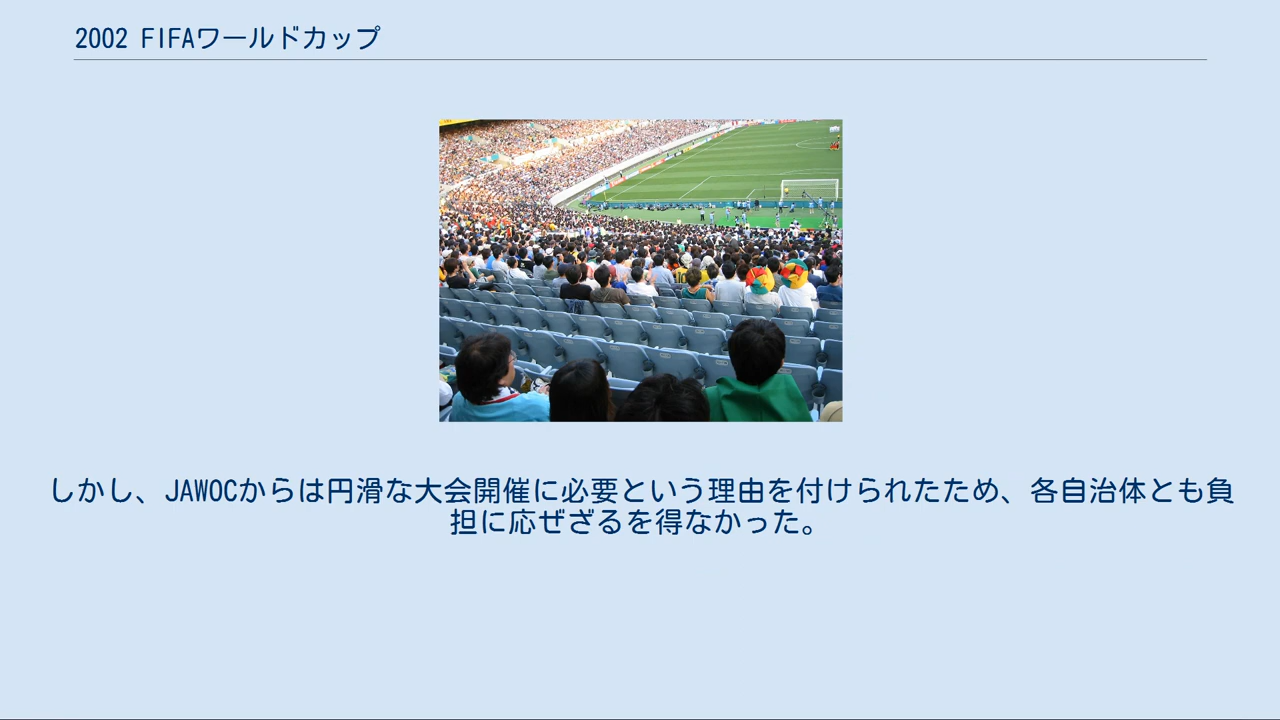 2002 FIFAワールドカップ
しかし、JAWOCからは円滑な大会開催に必要という理由を付けられたため、各自治体とも負
担に応ぜざるを得なかった。